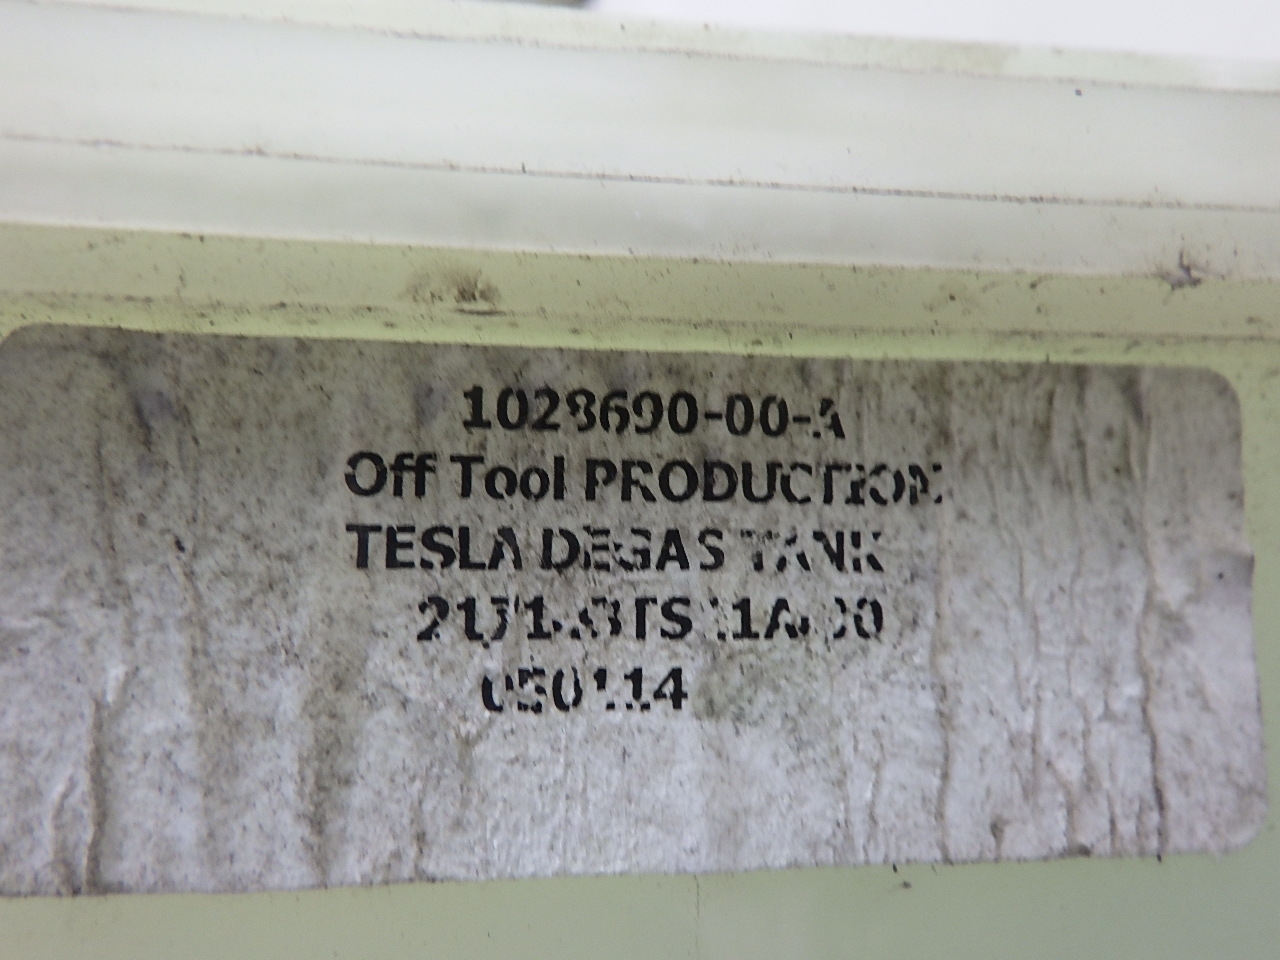 1028690-00-A
Off Tool PRODUCTION
TESLA DEGAS TANK
050114